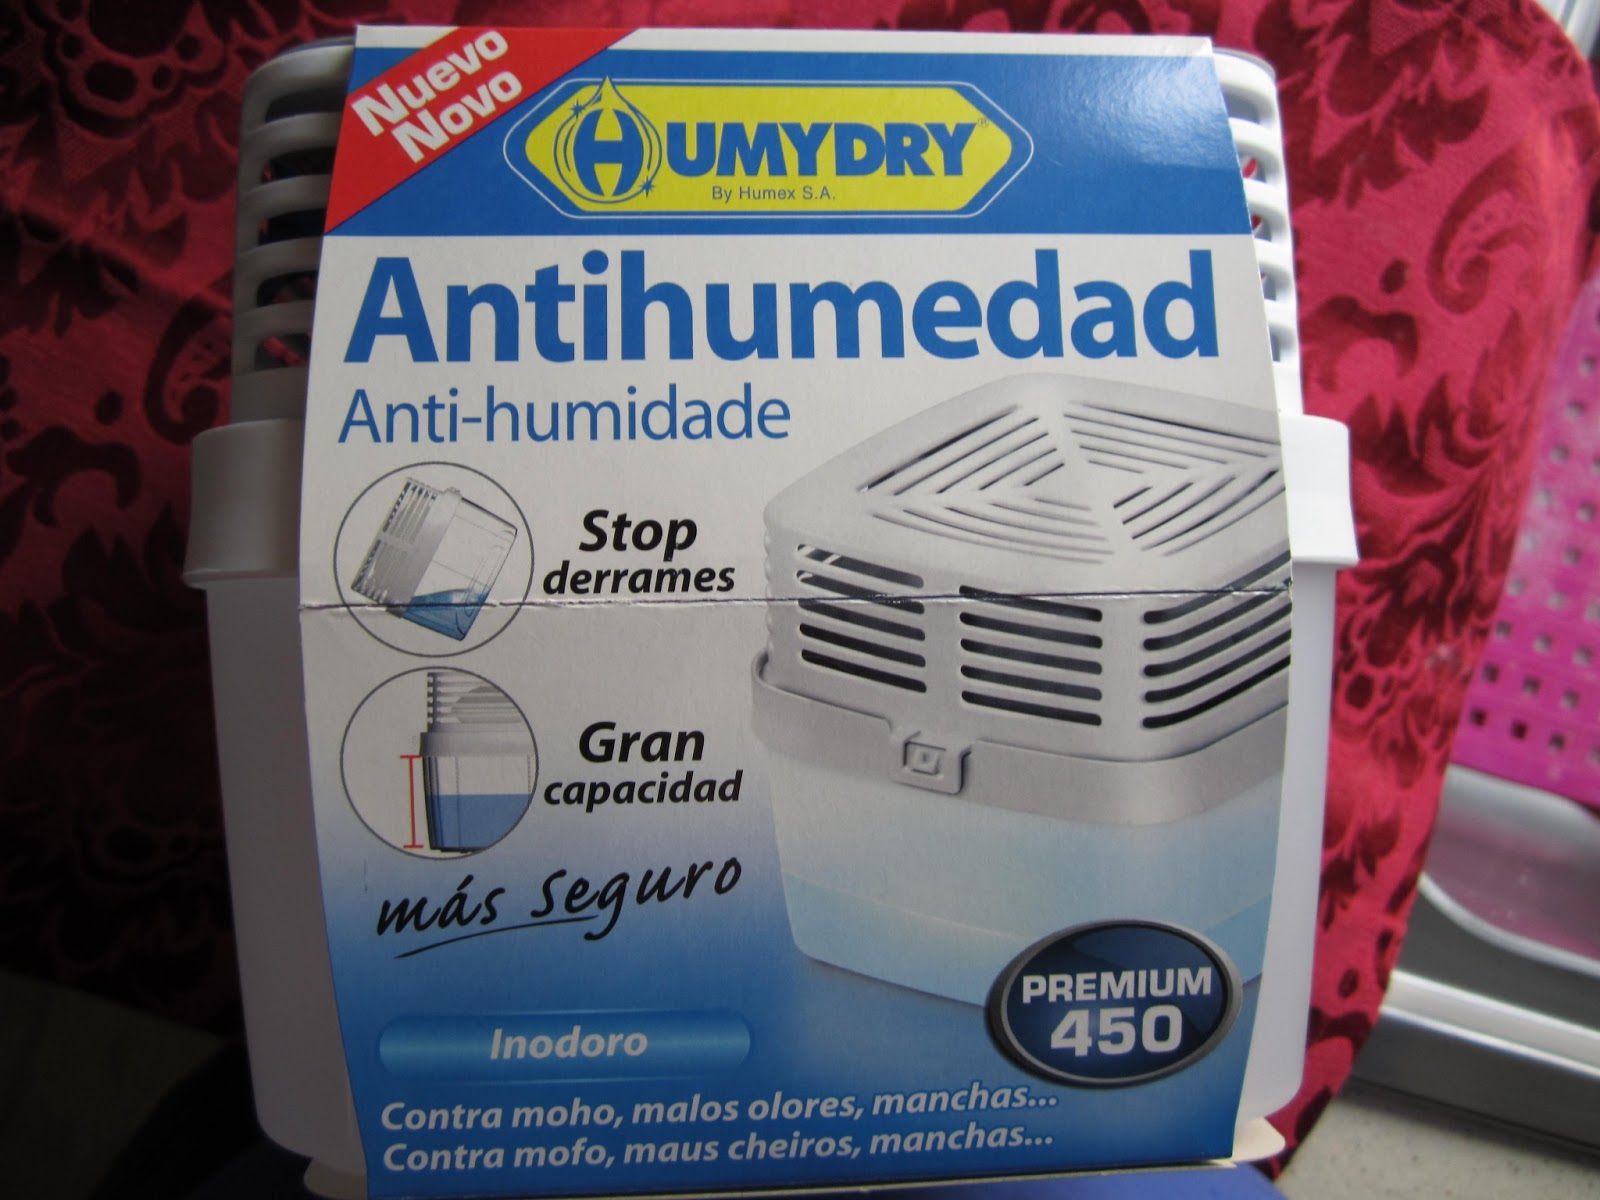 Nuevo
Novo
HUMYDRY®
By Humex S.A.
Antihumedad
Anti-humidade
Stop
derrames
Gran
capacidad
más seguro
PREMIUM
450
Inodoro
Contra moho, malos olores, manchas...
Contra mofo, maus cheiros, manchas...